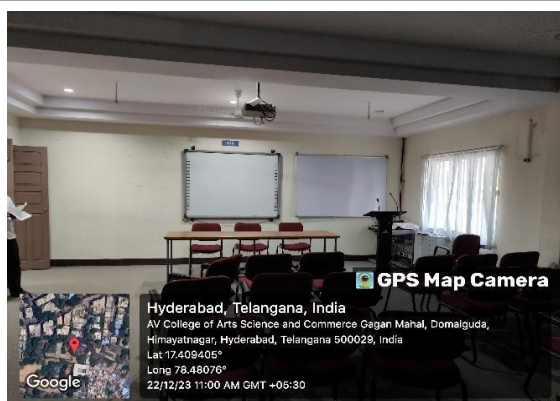 GPS Map Camera
Hyderabad, Telangana, India
AV College of Arts Science and Commerce Gagan Mahal, Domalguda,
Himayatnagar, Hyderabad, Telangana 500029, India
Lat 17.409405°
Long 78.48076°
22/12/23 11:00 AM GMT +05:30
Google